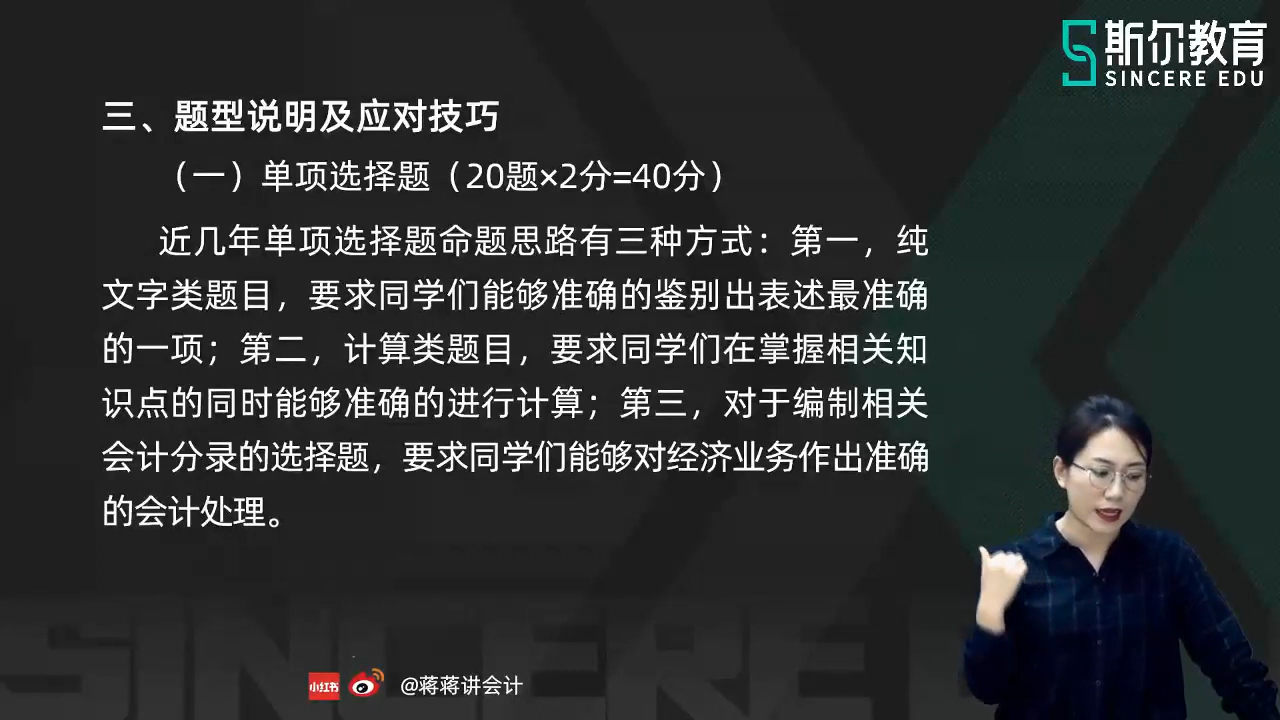 斯尔教育
SINCERE EDU
三、题型说明及应对技巧
（一）单项选择题（20题×2分=40分）
近几年单项选择题命题思路有三种方式：第一，纯
文字类题目，要求同学们能够准确的鉴别出表述最准确
的一项；第二，计算类题目，要求同学们在掌握相关知
识点的同时能够准确的进行计算；第三，对于编制相关
会计分录的选择题，要求同学们能够对经济业务作出准确
的会计处理。
SINCERE E
小红书 @蒋蒋讲会计